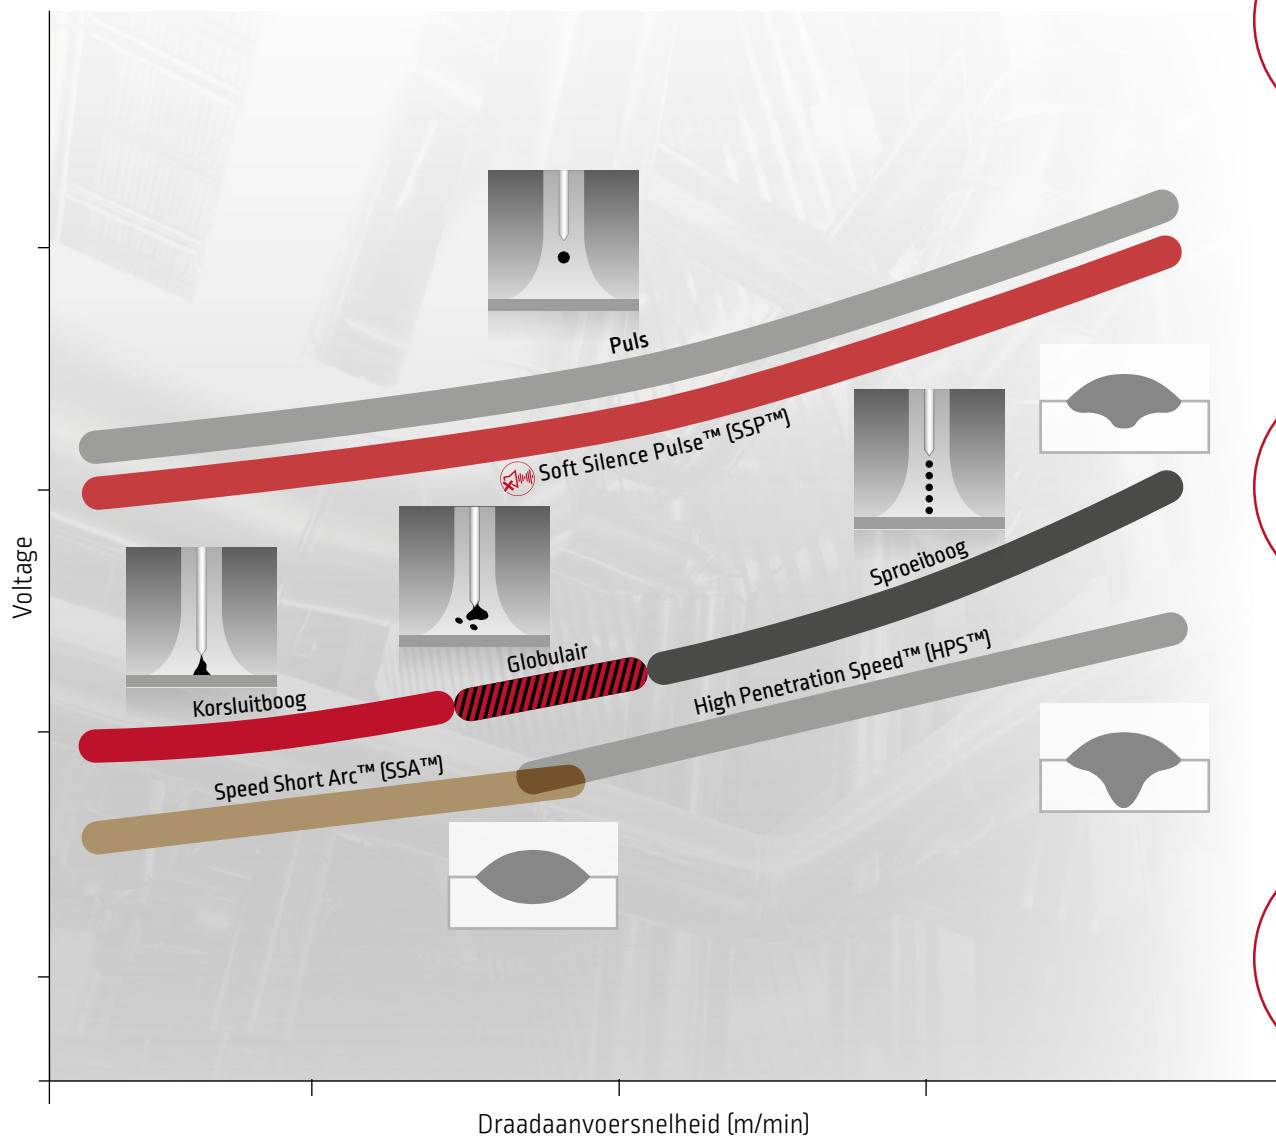 Puls
Soft Silence Pulse™ (SSP™)
Sproeiboog
Globulair
High Penetration Speed™ (HPS™)
Korsluitboog
Speed Short Arc™ (SSA™)
Voltage
Draadaanvoersnelheid (m/min)